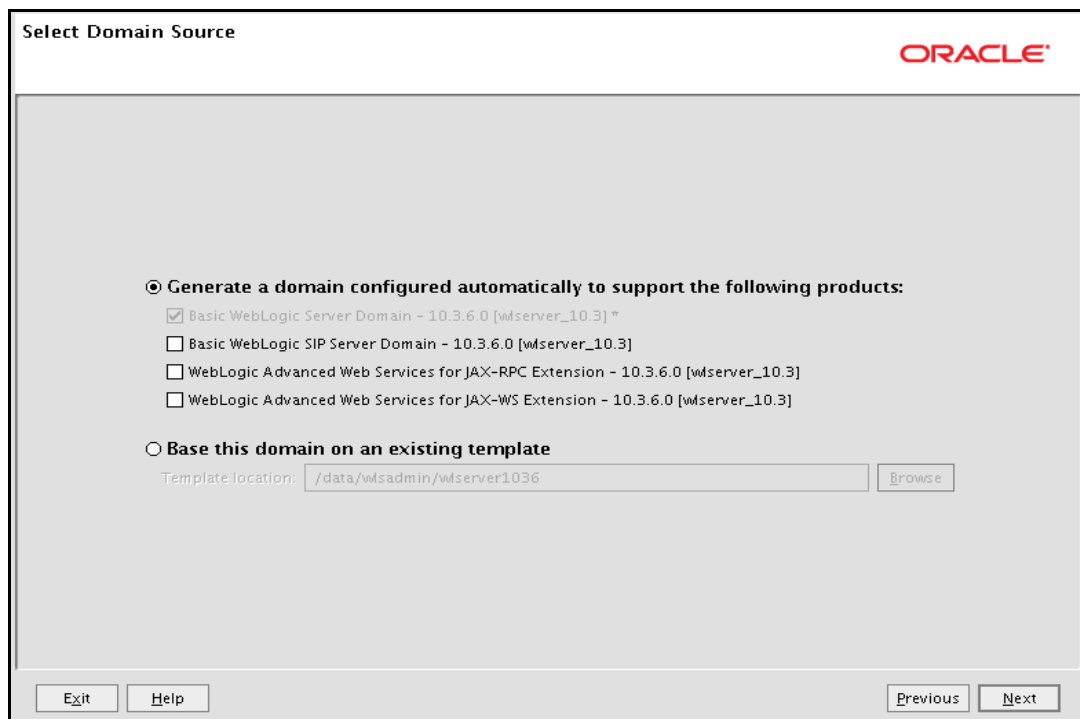 Select Domain Source
ORACLE
Generate a domain configured automatically to support the following products:
Basic WebLogic Server Domain - 10.3.6.0 [wlserver_10.3] *
Basic WebLogic SIP Server Domain - 10.3.6.0 [wlserver_10.3]
WebLogic Advanced Web Services for JAX-RPC Extension - 10.3.6.0 [wlserver_10.3]
WebLogic Advanced Web Services for JAX-WS Extension - 10.3.6.0 [wlserver_10.3]
Base this domain on an existing template
Template location: /data/wlsadmin/wlserver1036 Browse
Exit Help Previous Next